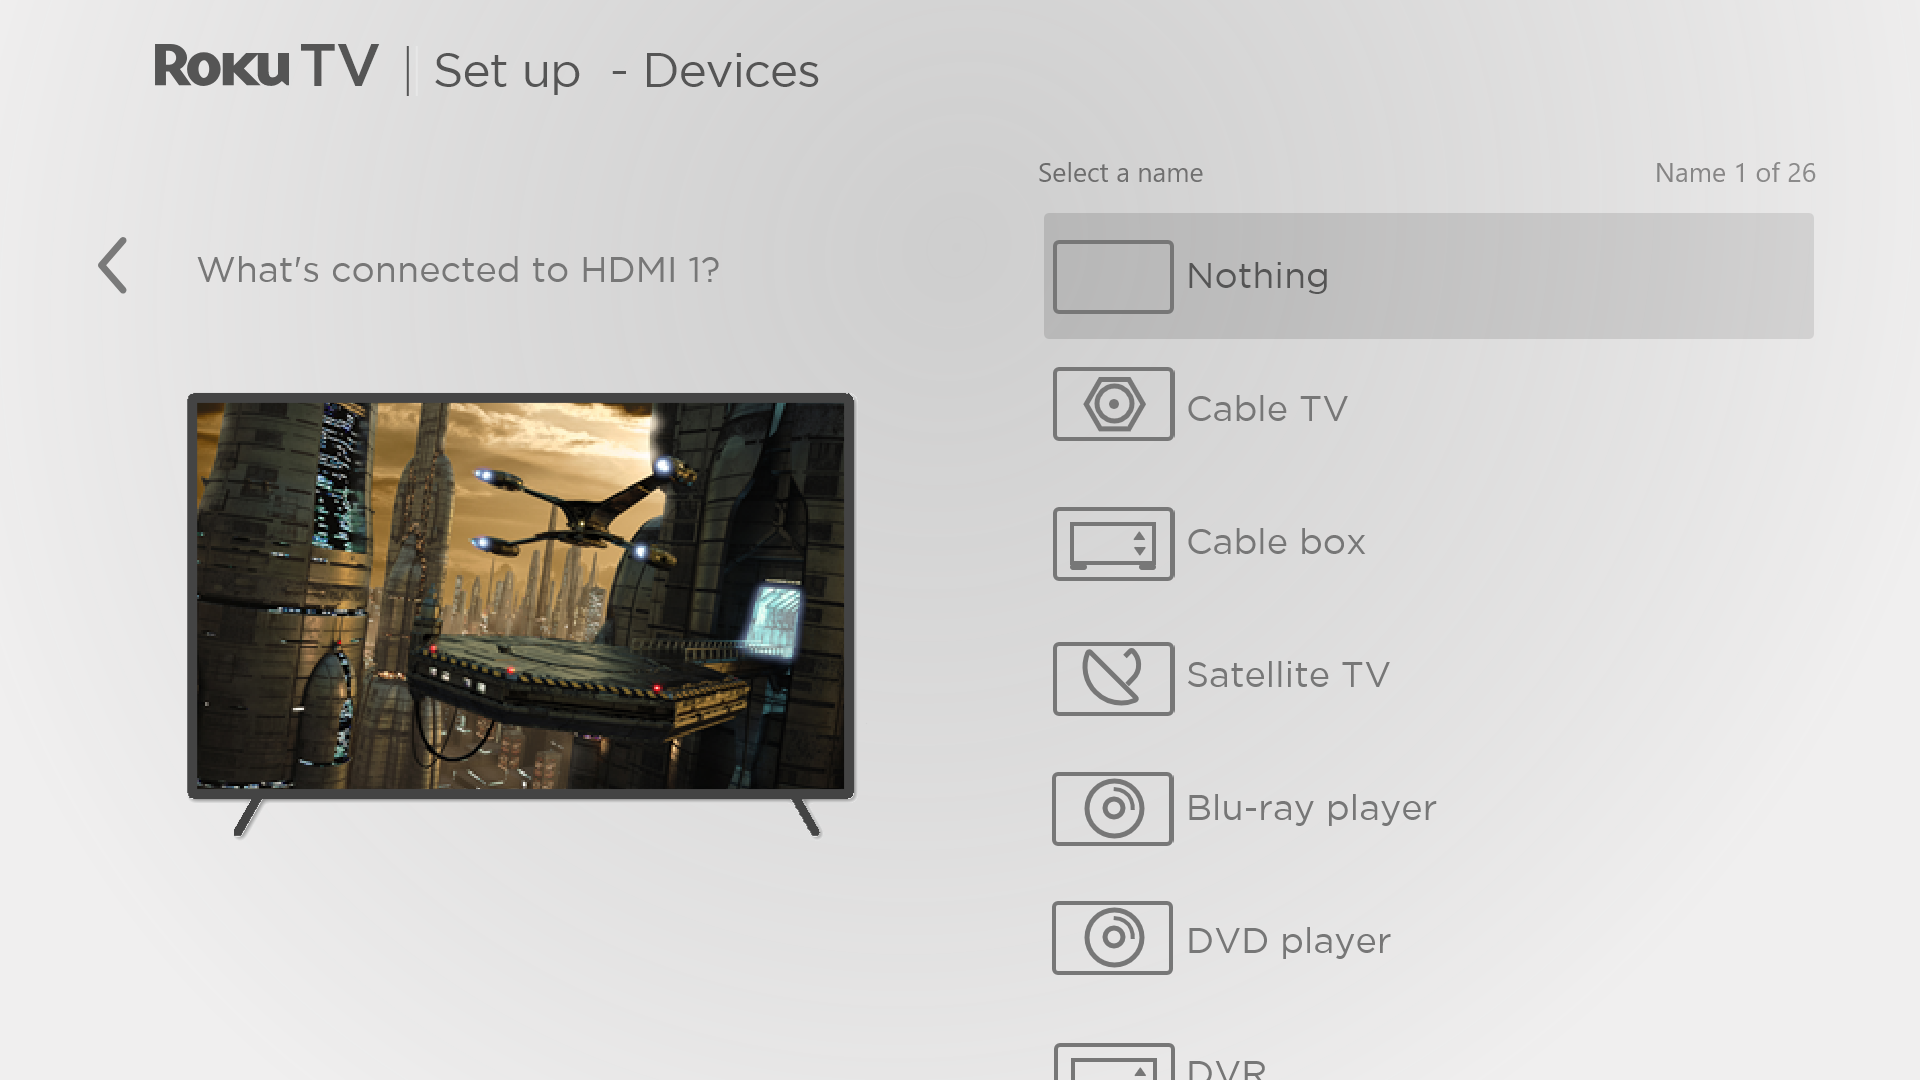 Roku TV | Set up - Devices
Select a name
Name 1 of 26
What's connected to HDMI 1?
Nothing
Cable TV
Cable box
Satellite TV
Blu-ray player
DVD player
DVR